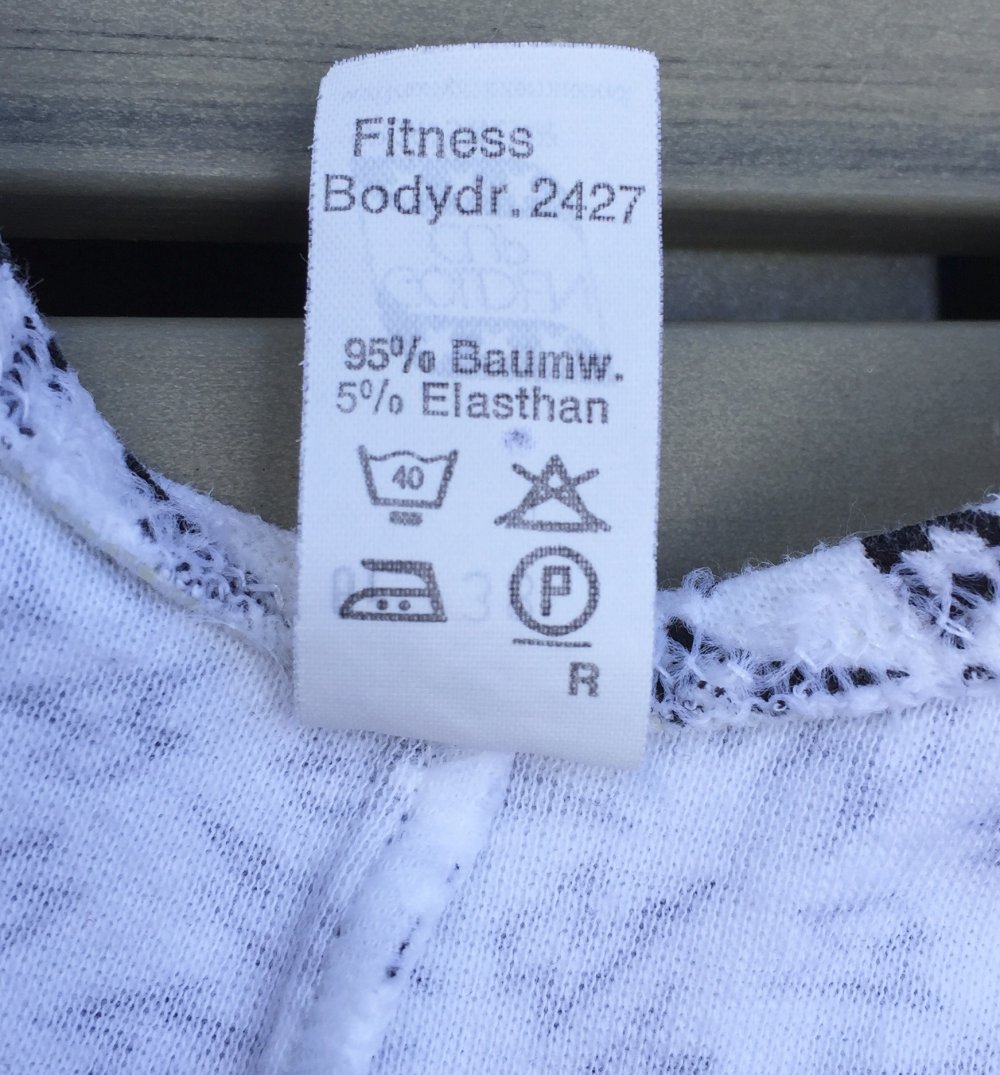 Fitness
Bodydr. 2427
95% Baumw.
5% Elasthan
40
P
R